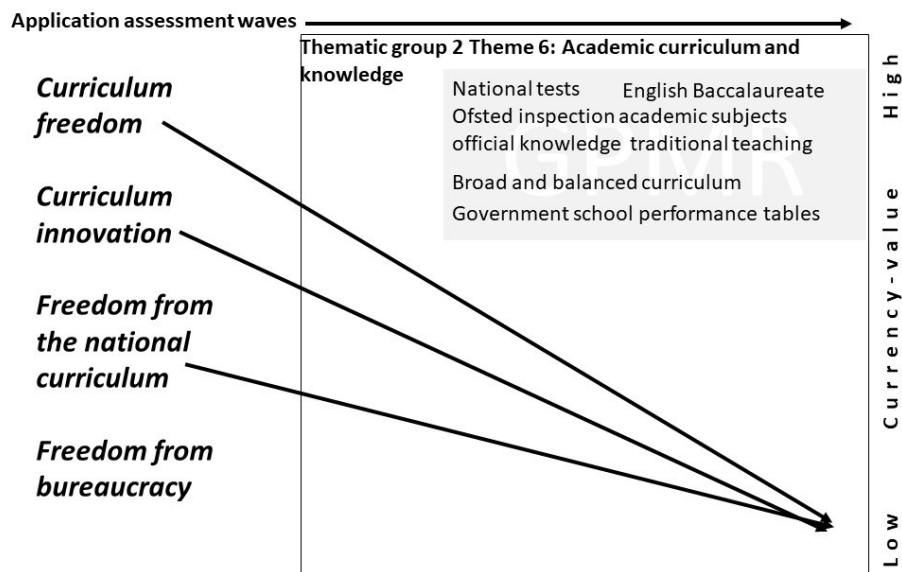 Application assessment waves
Thematic group 2 Theme 6: Academic curriculum and
knowledge
Curriculum
freedom
Curriculum
innovation
Freedom from
the national
curriculum
Freedom from
bureaucracy
National tests English Baccalaureate
Ofsted inspection academic subjects
official knowledge traditional teaching
Broad and balanced curriculum
Government school performance tables
GPMR
High
Currency-value
Low